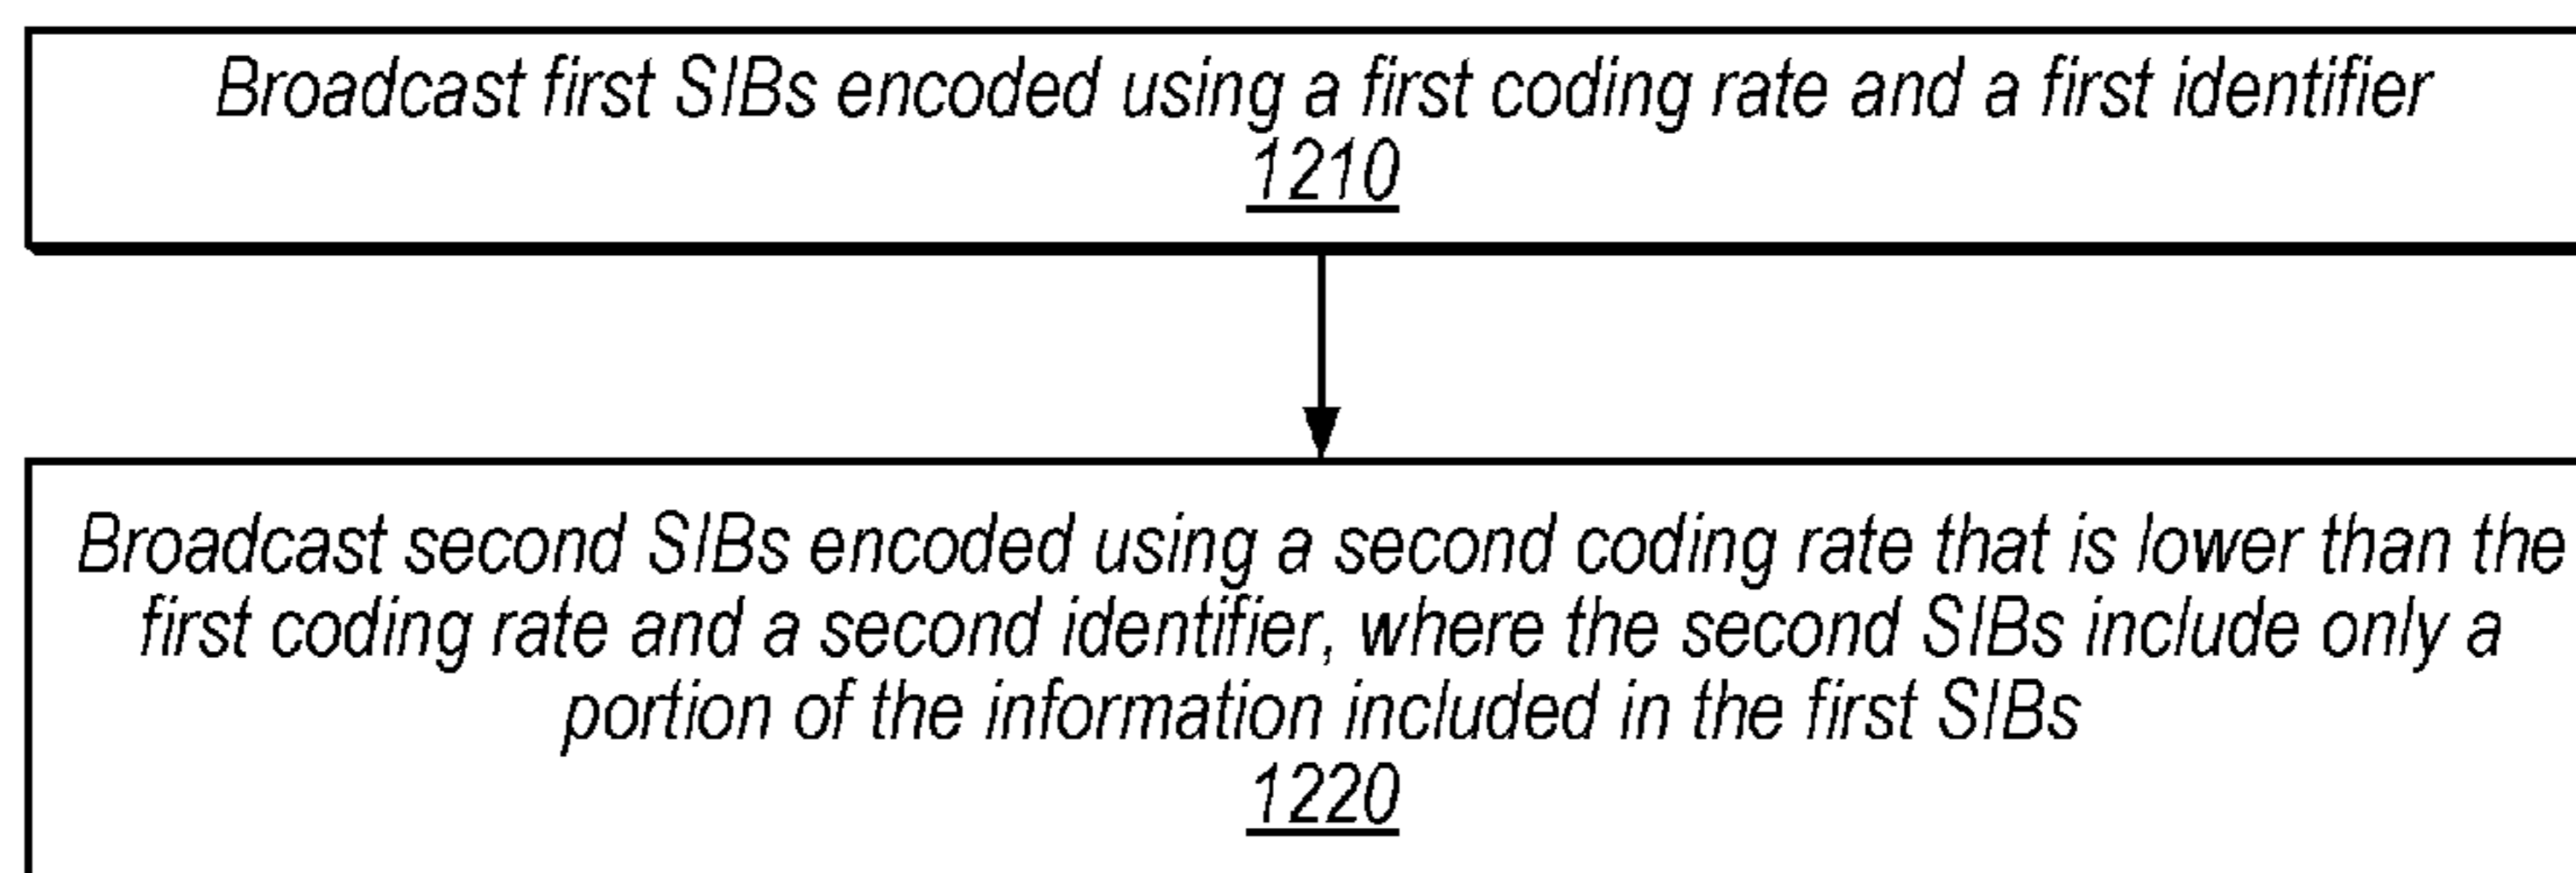 Broadcast first SIBs encoded using a first coding rate and a first identifier
1210
Broadcast second SIBs encoded using a second coding rate that is lower than the
first coding rate and a second identifier, where the second SIBs include only a
portion of the information included in the first SIBs
1220